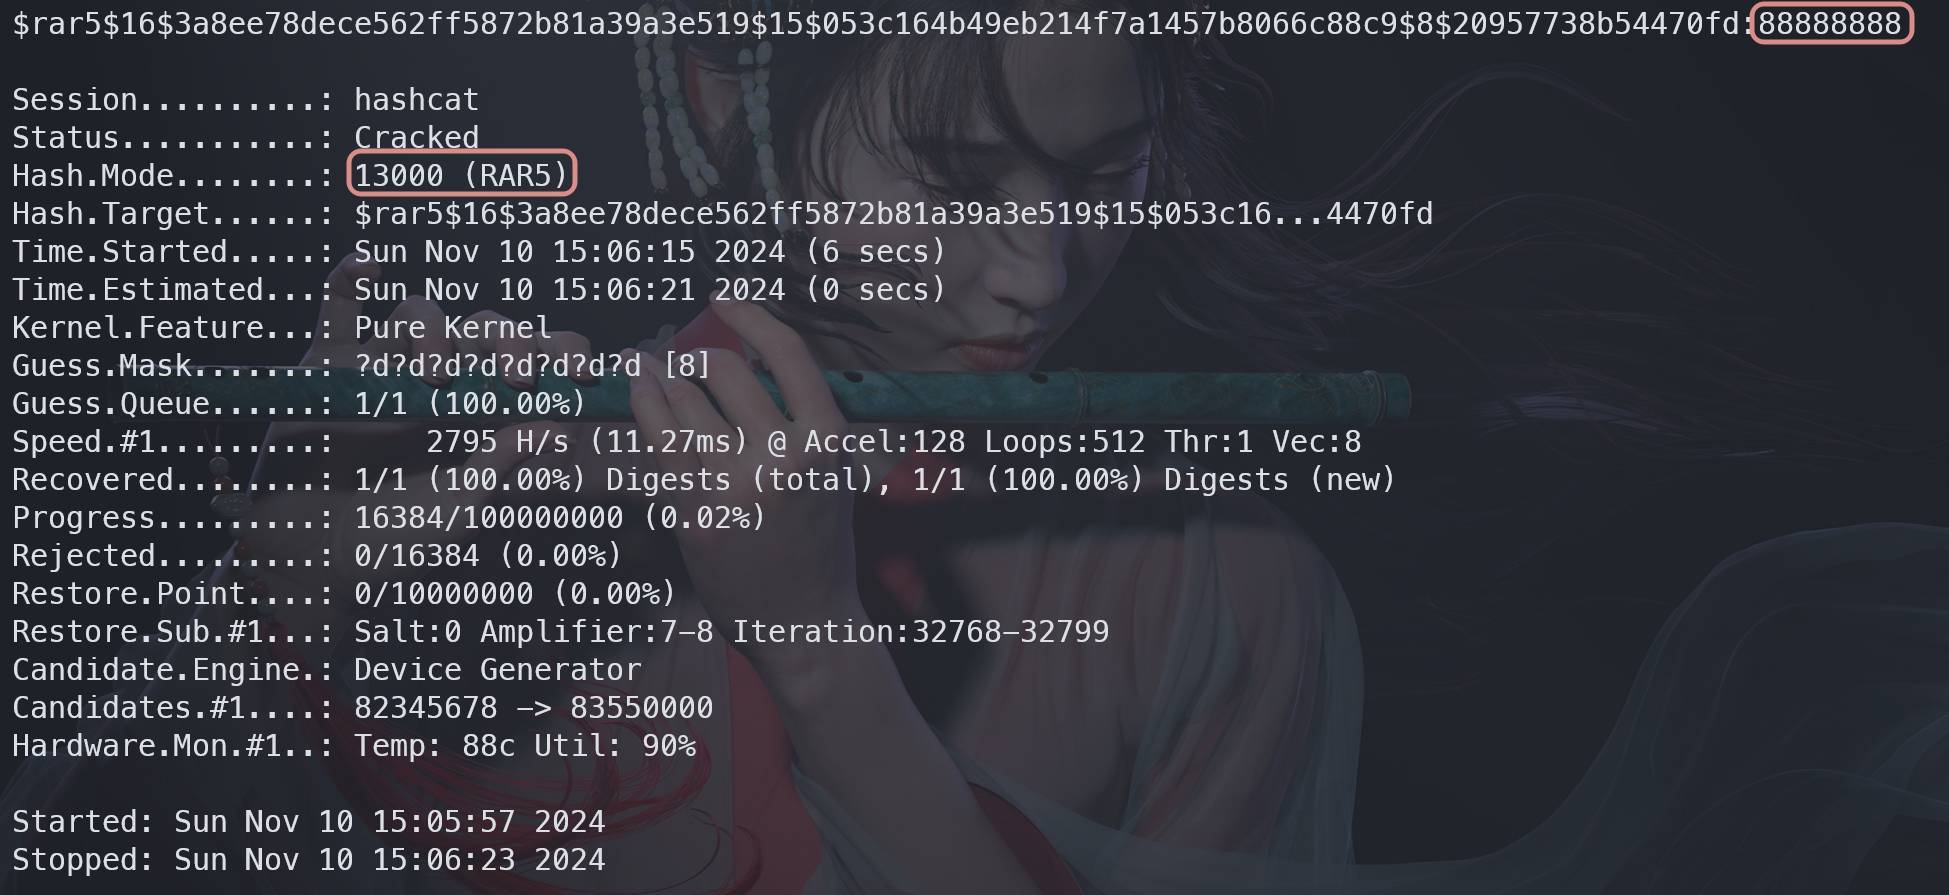 $rar5$16$3a8ee78dece562ff5872b81a39a3e519$15$053c164b49eb214f7a1457b8066c88c9$8$20957738b54470fd:88888888
Session..........: hashcat
Status...........: Cracked
Hash.Mode........: 13000 (RAR5)
Hash.Target......: $rar5$16$3a8ee78dece562ff5872b81a39a3e519$15$053c16...4470fd
Time.Started.....: Sun Nov 10 15:06:15 2024 (6 secs)
Time.Estimated...: Sun Nov 10 15:06:21 2024 (0 secs)
Kernel.Feature...: Pure Kernel
Guess.Mask.......: ?d?d?d?d?d?d?d?d [8]
Guess.Queue......: 1/1 (100.00%)
Speed.#1.........:     2795 H/s (11.27ms) @ Accel:128 Loops:512 Thr:1 Vec:8
Recovered........: 1/1 (100.00%) Digests (total), 1/1 (100.00%) Digests (new)
Progress.........: 16384/100000000 (0.02%)
Rejected.........: 0/16384 (0.00%)
Restore.Point....: 0/10000000 (0.00%)
Restore.Sub.#1...: Salt:0 Amplifier:7-8 Iteration:32768-32799
Candidate.Engine.: Device Generator
Candidates.#1....: 82345678 -> 83550000
Hardware.Mon.#1..: Temp: 88c Util: 90%
Started: Sun Nov 10 15:05:57 2024
Stopped: Sun Nov 10 15:06:23 2024